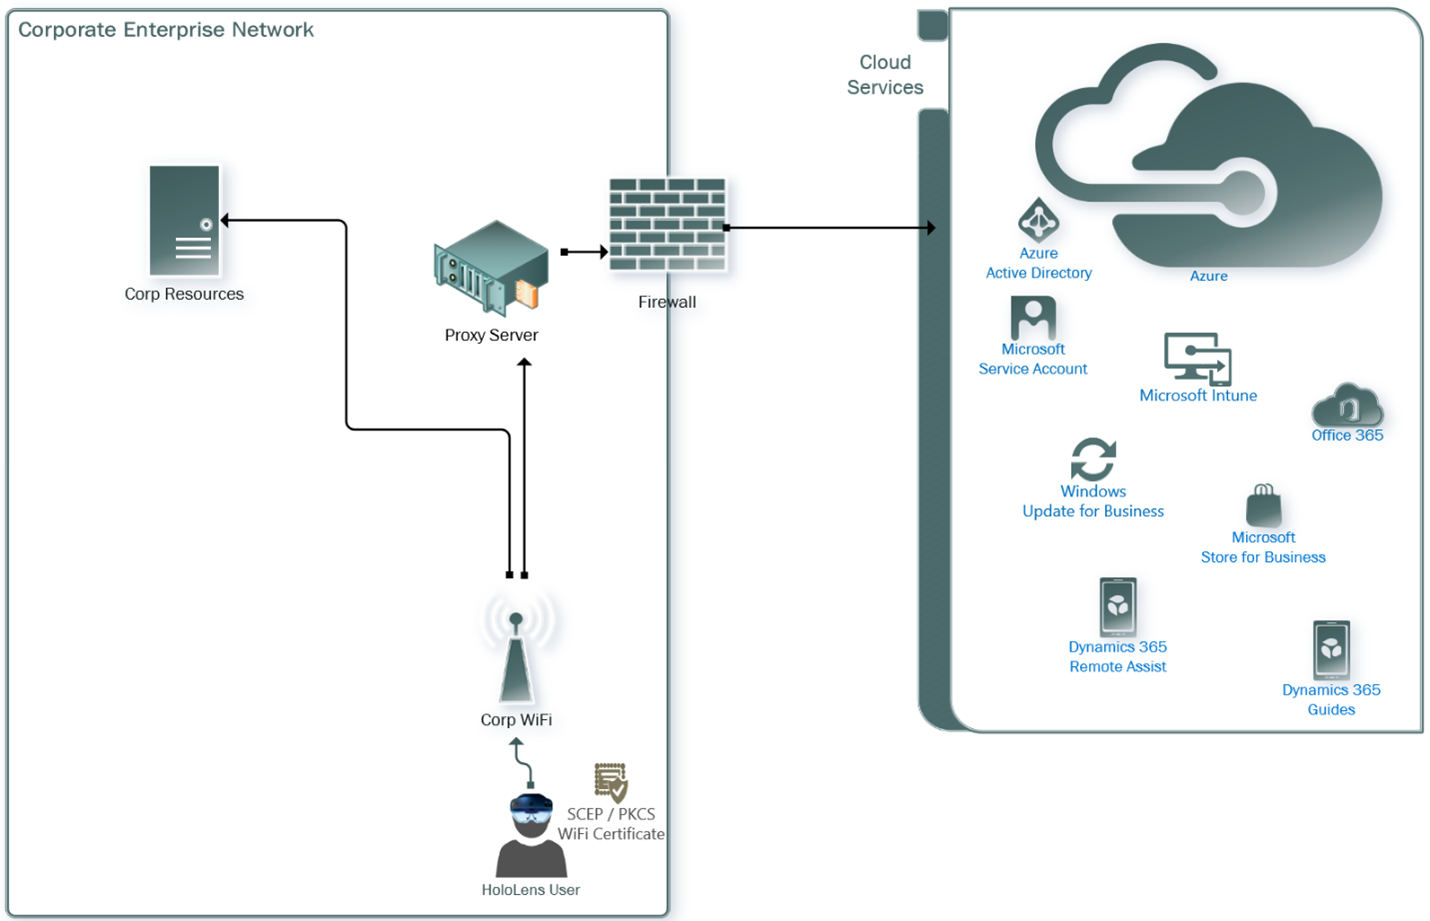 Corporate Enterprise Network
Corp Resources
Proxy Server
Firewall
Corp WiFi
SCEP / PKCS
WiFi Certificate
HoloLens User
Cloud
Services
Azure
Azure
Active Directory
Microsoft
Service Account
Microsoft Intune
Office 365
Windows
Update for Business
Microsoft
Store for Business
Dynamics 365
Remote Assist
Dynamics 365
Guides